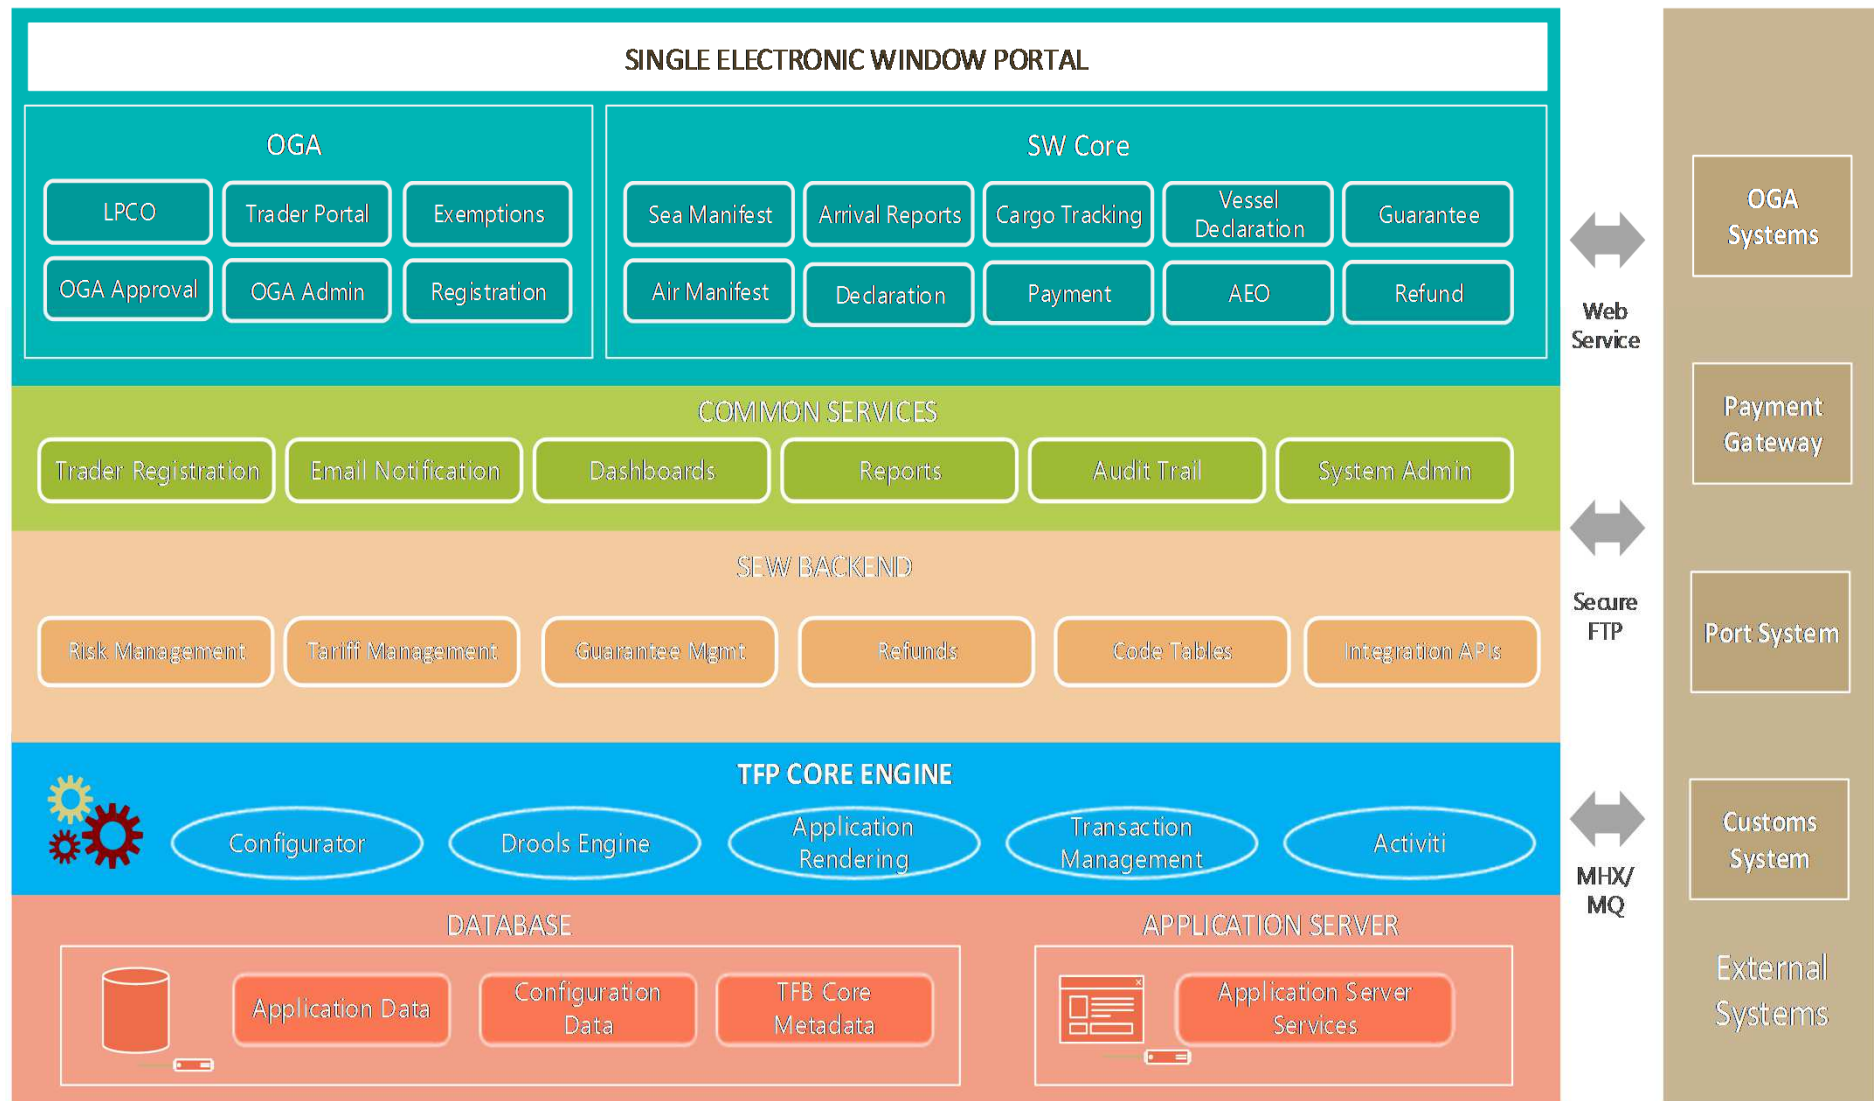 SINGLE ELECTRONIC WINDOW PORTAL
OGA
LPCO
Trader Portal
Exemptions
OGA Approval
OGA Admin
Registration
SW Core
Sea Manifest
Arrival Reports
Cargo Tracking
Vessel
Declaration
Guarantee
Air Manifest
Declaration
Payment
AEO
Refund
COMMON SERVICES
Trader Registration
Email Notification
Dashboards
Reports
Audit Trail
System Admin
SEW BACKEND
Risk Management
Tariff Management
Guarantee Mgmt
Refunds
Code Tables
Integration APIs
TFP CORE ENGINE
Configurator
Drools Engine
Application
Rendering
Transaction
Management
Activiti
DATABASE
Application Data
Configuration
Data
TFB Core
Metadata
APPLICATION SERVER
Application Server
Services
Web
Service
Secure
FTP
MHX/
MQ
OGA
Systems
Payment
Gateway
Port System
Customs
System
External
Systems